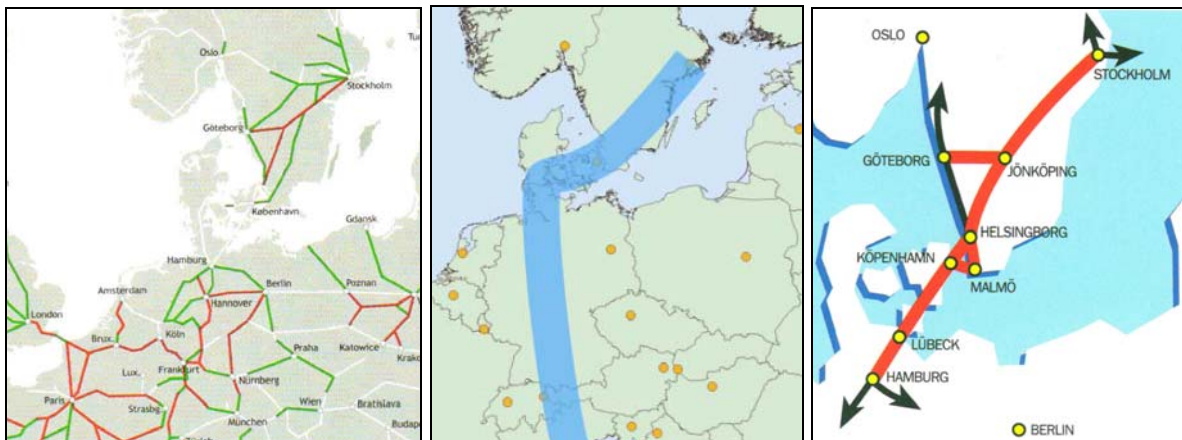 Oslo
Stockholm
Göteborg
København
Gdansk
Hamburg
Amsterdam
Berlin
Poznan
Hannover
London
Brux.
Köln
Praha
Katowice
Lux.
Frankfurt
Paris
Nürnberg
Strasbg.
Wien
Bratislava
München
OSLO
STOCKHOLM
GÖTEBORG
JÖNKÖPING
HELSINGBORG
KÖPENHAMN
MALMÖ
LÜBECK
HAMBURG
BERLIN